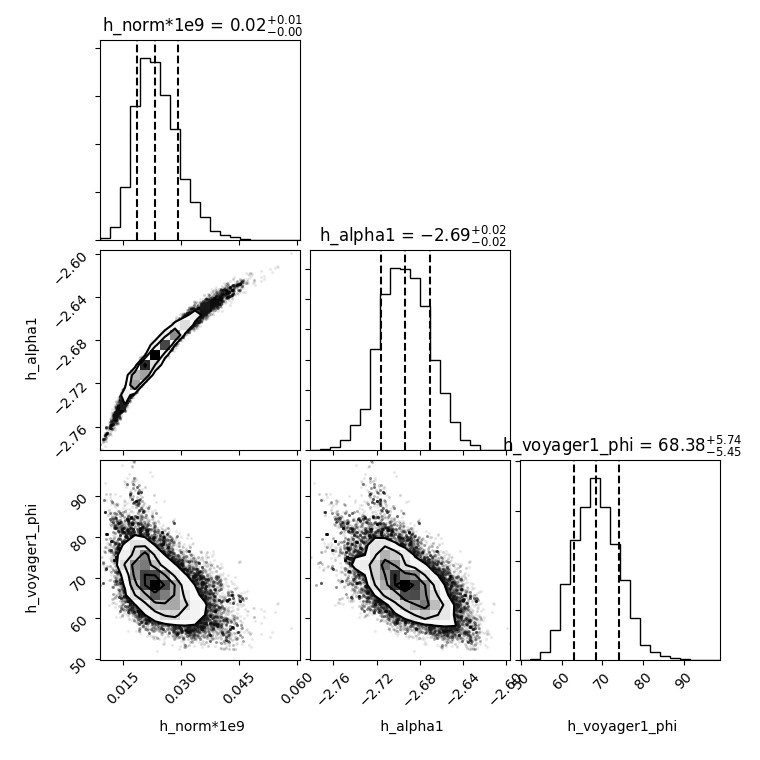 h_norm*1e9 = 0.02+0.01−0.00
h_alpha1 = −2.69+0.02−0.02
h_voyager1_phi = 68.38+5.74−5.45
h_alpha1
−2.60
−2.64
−2.68
−2.72
−2.76
h_voyager1_phi
90
80
70
60
50
0.015
0.030
0.045
0.060
h_norm*1e9
−2.76
−2.72
−2.68
−2.64
h_alpha1
60
70
80
90
h_voyager1_phi